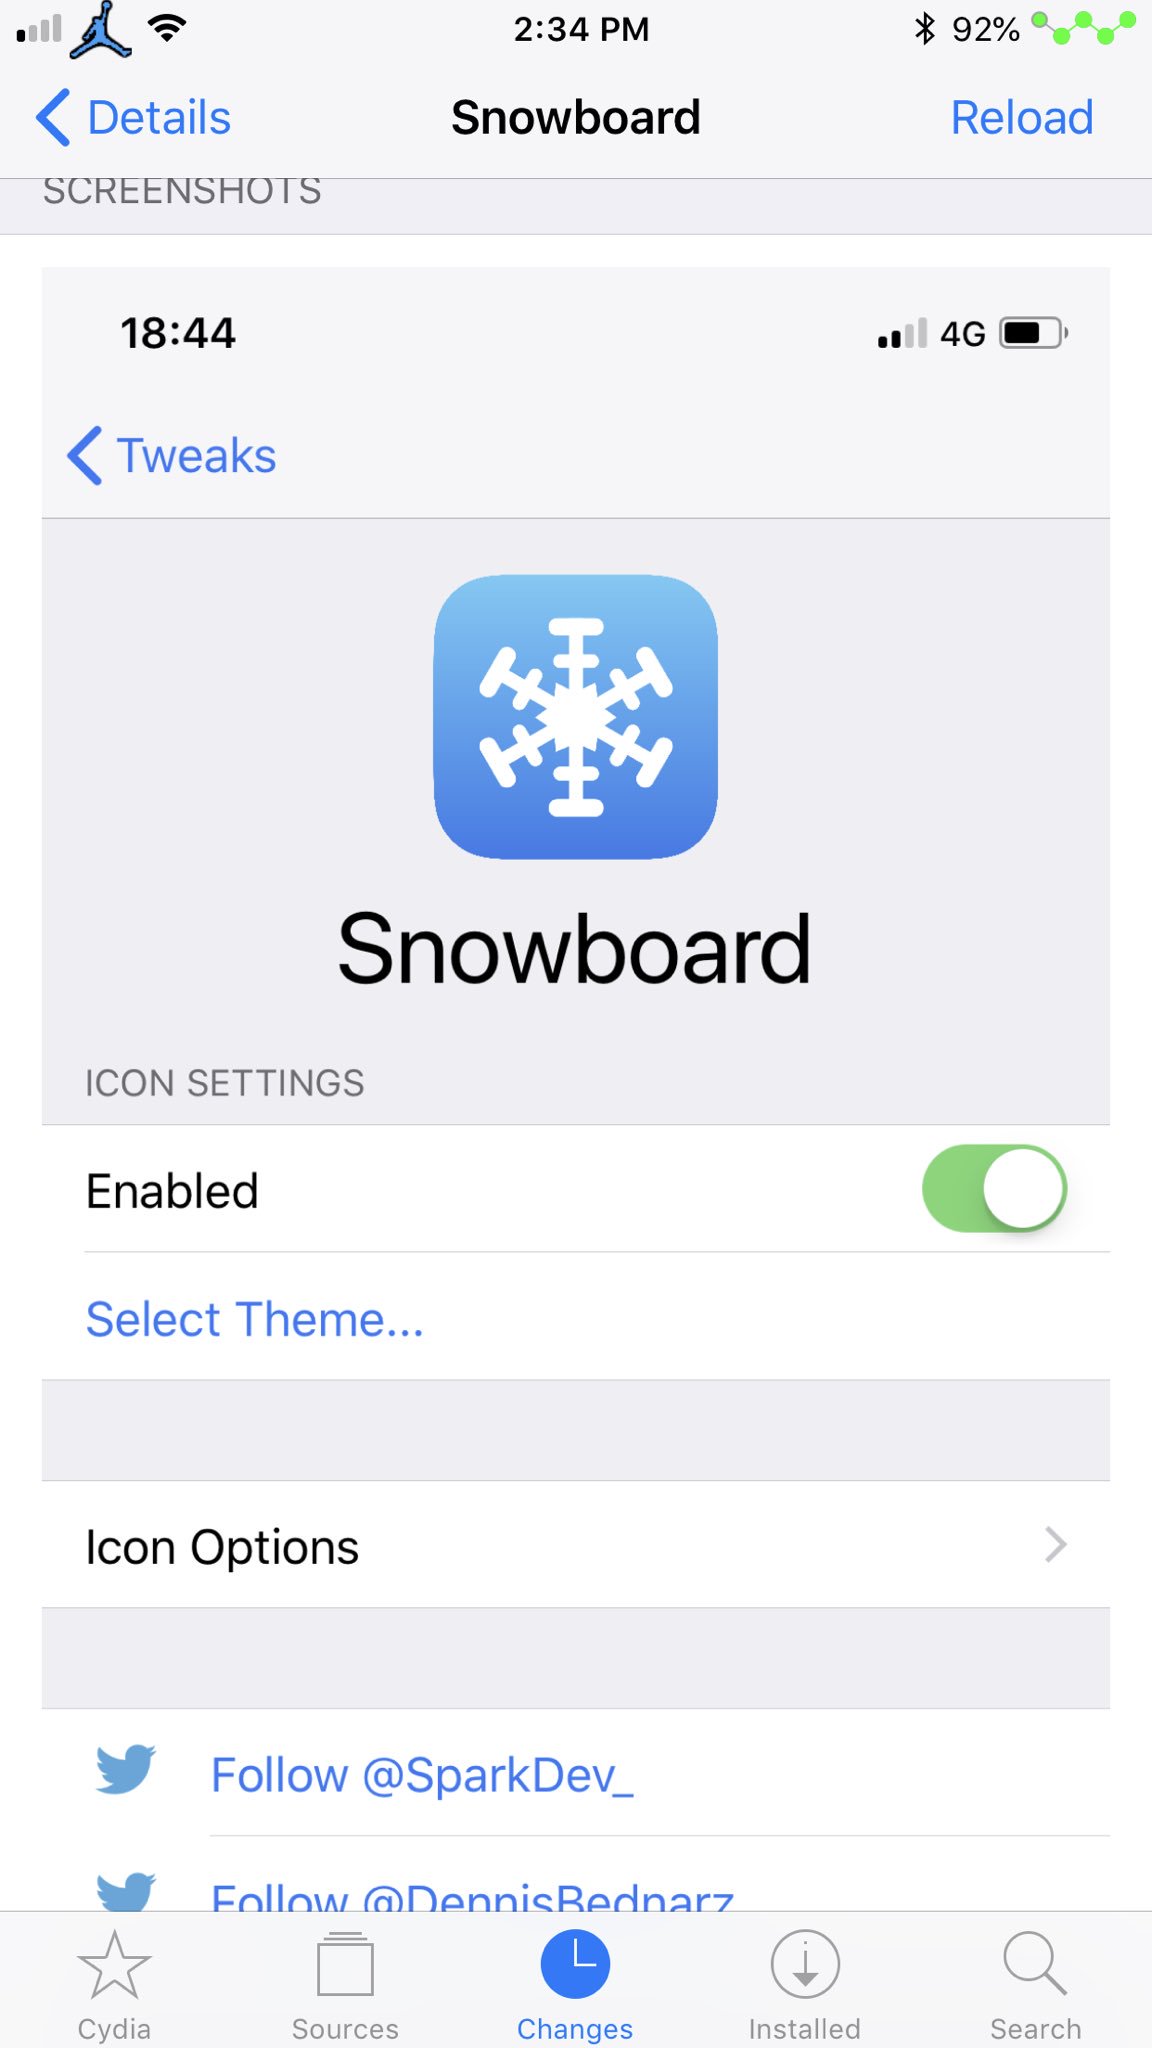 2:34 PM
92%
Details
Snowboard
Reload
SCREENSHOTS
18:44
4G
Tweaks
Snowboard
ICON SETTINGS
Enabled
Select Theme...
Icon Options
Follow @SparkDev_
Follow @DennisBednarz
Cydia
Sources
Changes
Installed
Search